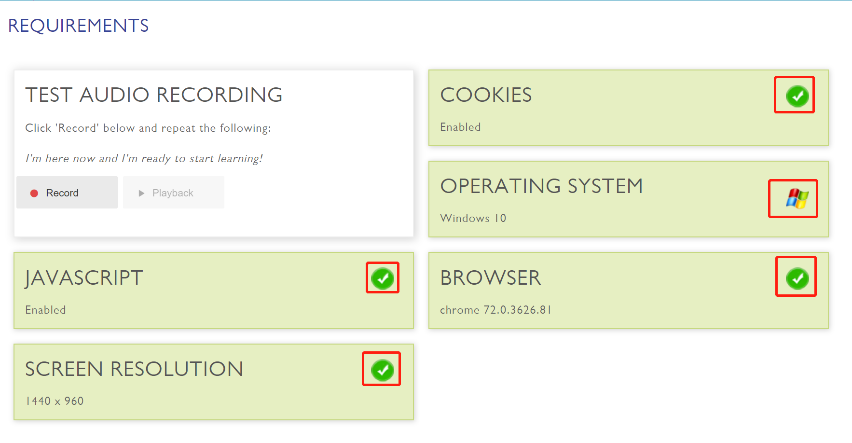 REQUIREMENTS
TEST AUDIO RECORDING
Click 'Record' below and repeat the following:
I'm here now and I'm ready to start learning!
Record
Playback
COOKIES
Enabled
OPERATING SYSTEM
Windows 10
JAVASCRIPT
Enabled
BROWSER
chrome 72.0.3626.81
SCREEN RESOLUTION
1440 x 960